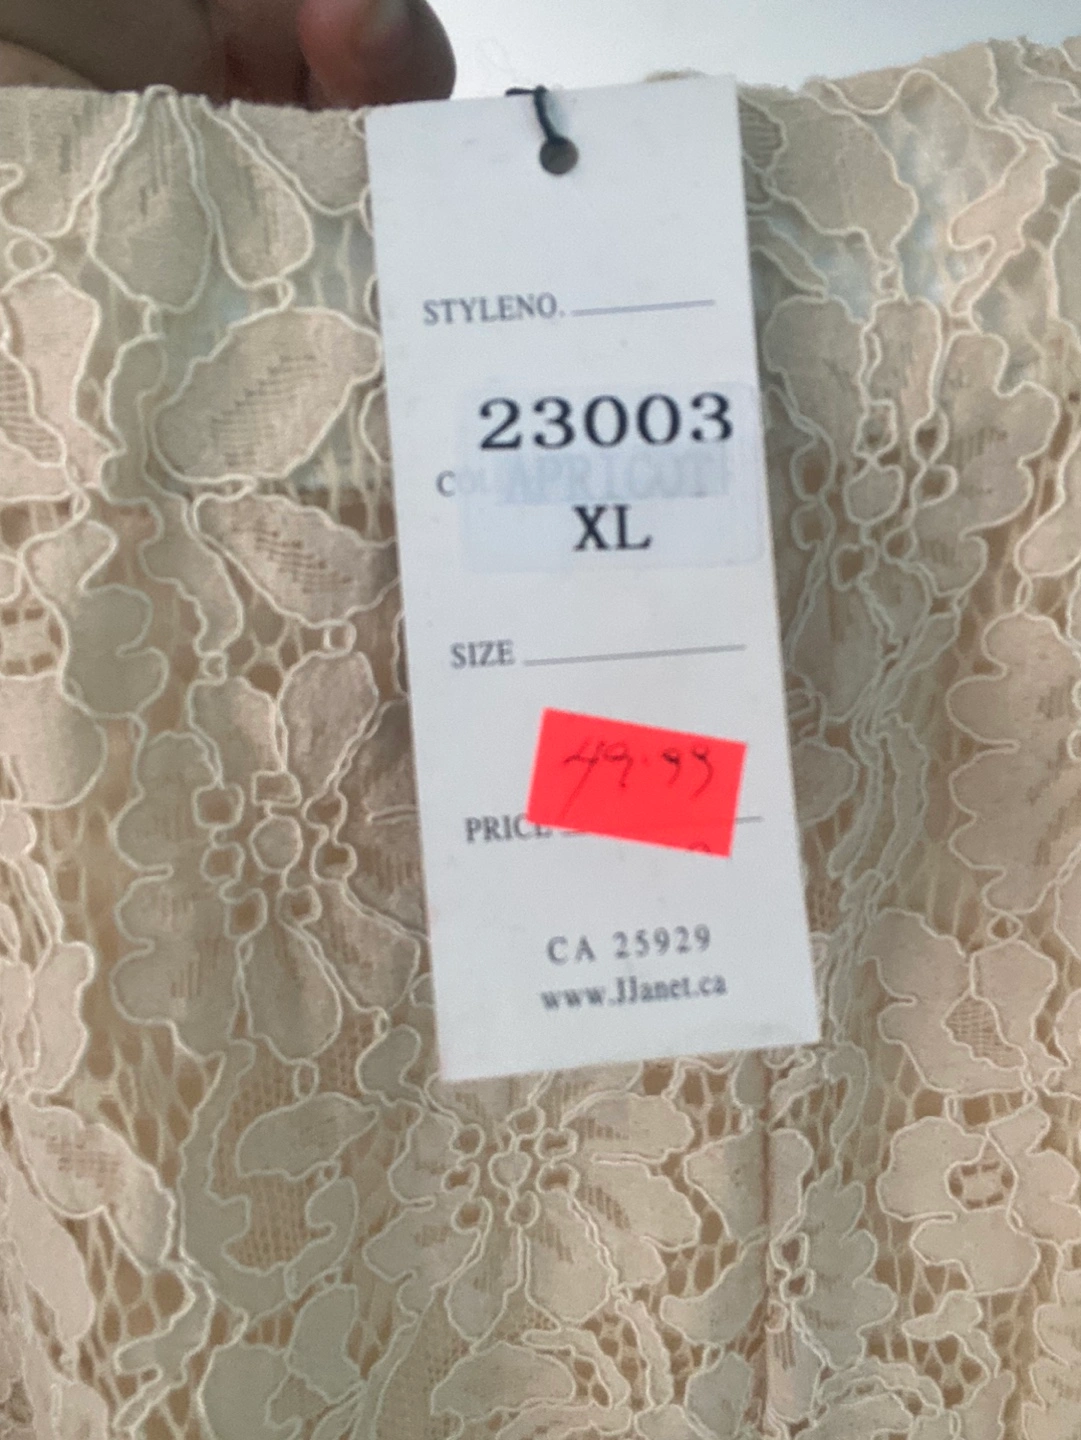 STYLENO.
23003
APRICOT
XL
SIZE
49.99
PRICE
CA 25929
www.JJanet.ca